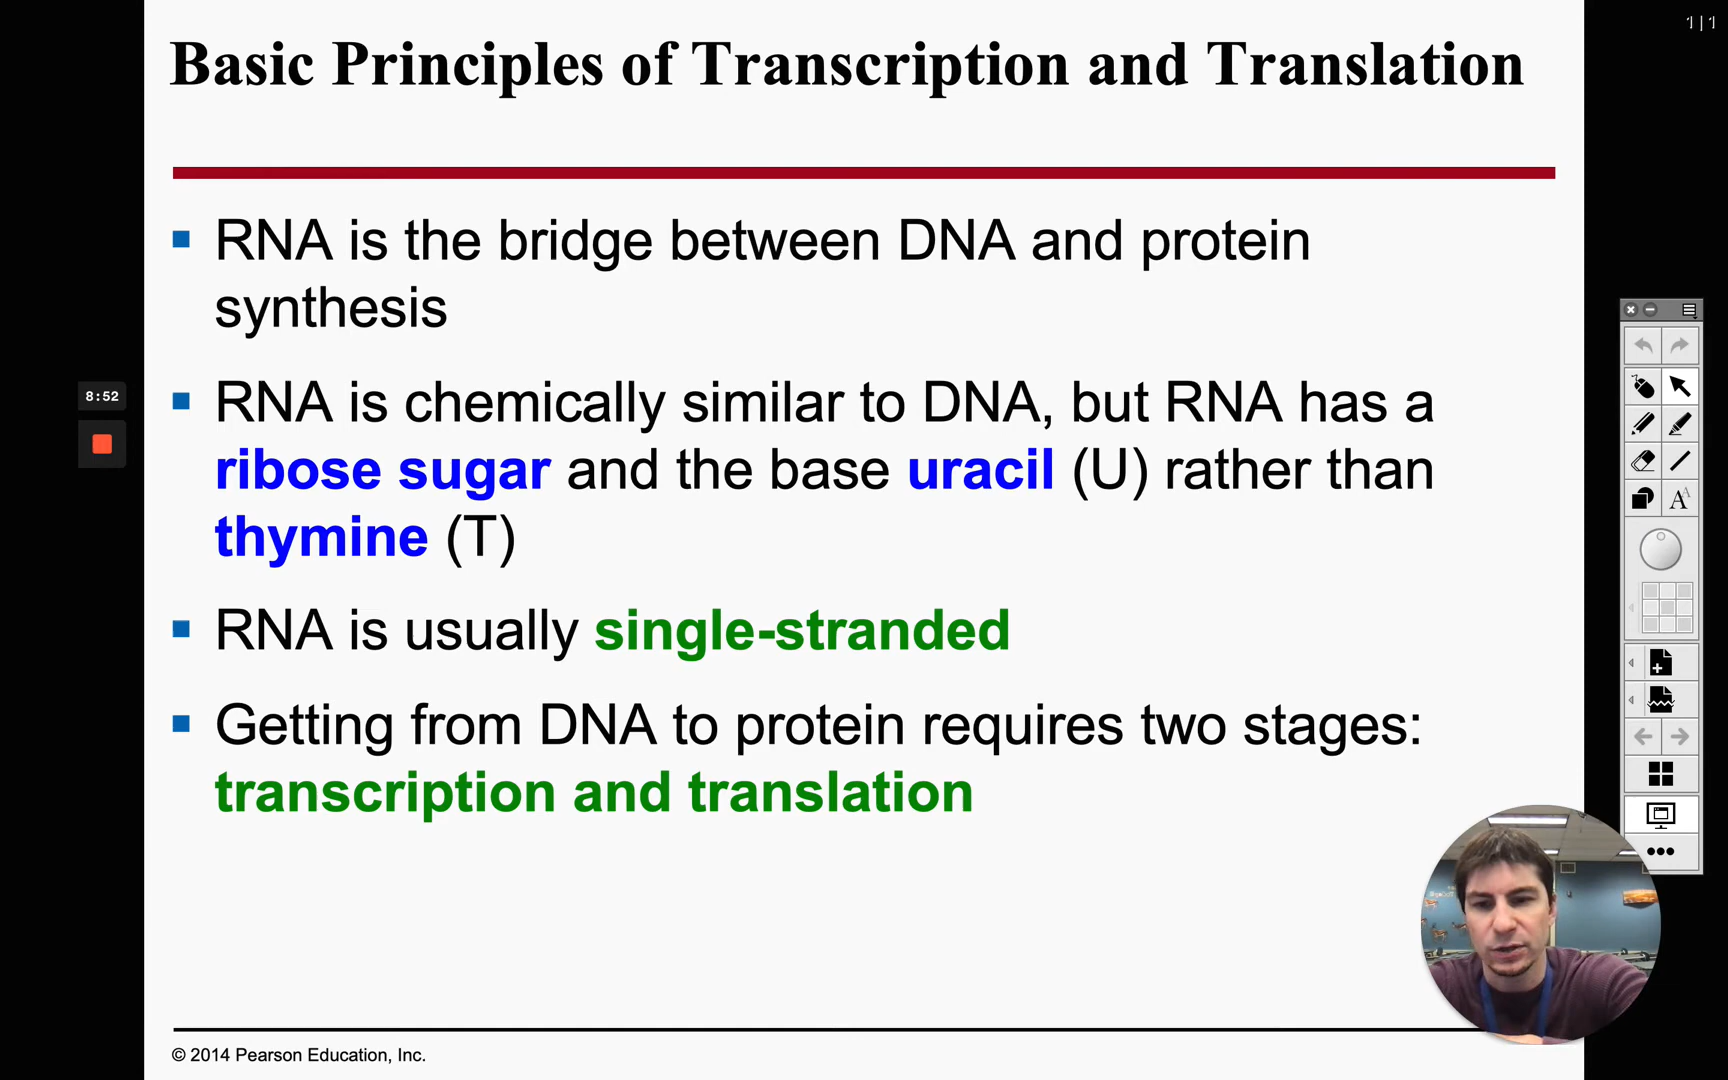 Basic Principles of Transcription and Translation
RNA is the bridge between DNA and protein
synthesis
RNA is chemically similar to DNA, but RNA has a
ribose sugar and the base uracil (U) rather than
thymine (T)
RNA is usually single-stranded
Getting from DNA to protein requires two stages:
transcription and translation
© 2014 Pearson Education, Inc.
8:52
1 | 1
A A